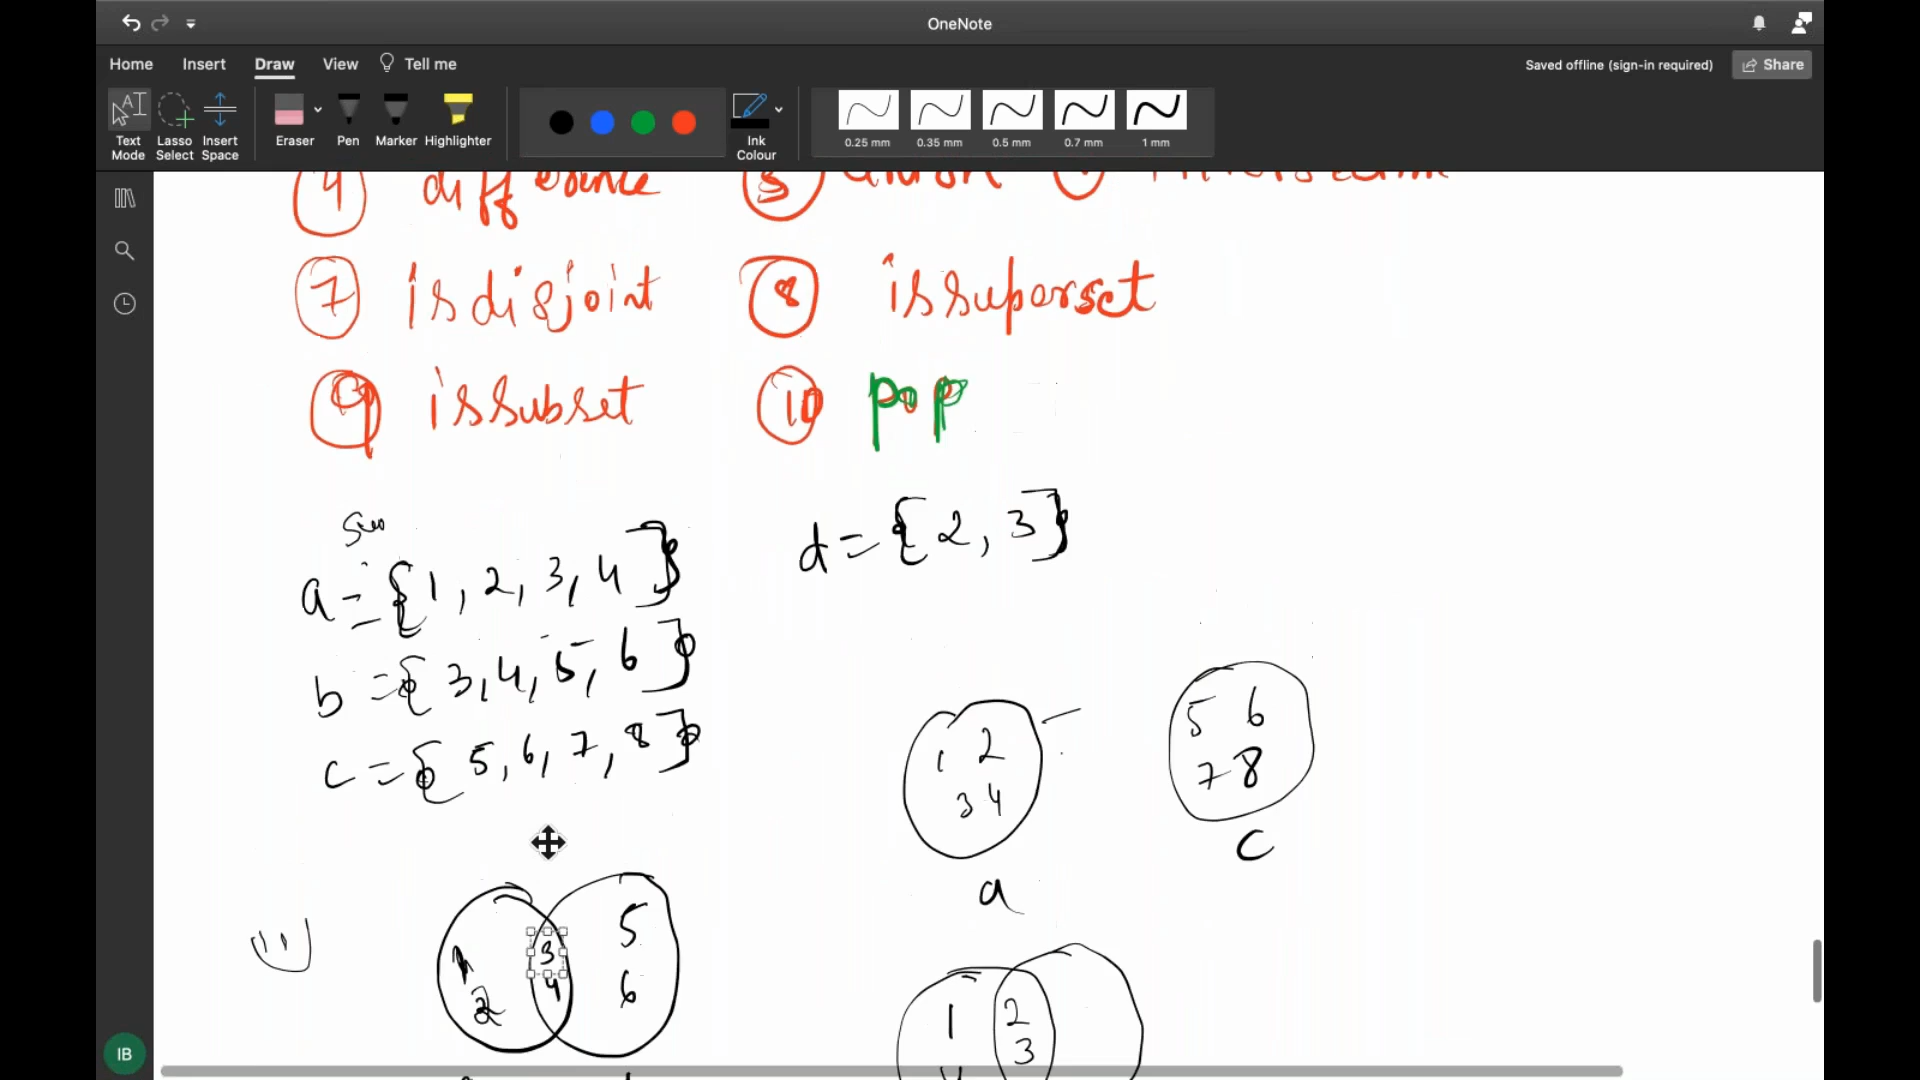 OneNote
Home Insert Draw View Tell me
Saved offline (sign-in required) Share
Text Mode Lasso Select Insert Space Eraser Pen Marker Highlighter Ink Colour 0.25 mm 0.35 mm 0.5 mm 0.7 mm 1 mm
4 difference 5 union
7 isdisjoint 8 issuperset
9 issubset 10 pop
a = {1, 2, 3, 4}
d = {2, 3}
b = {3, 4, 5, 6}
c = {5, 6, 7, 8}
1 2
3 4
a
5 6
7 8
c
1 3 5
2 4 6
1 2
3
IB